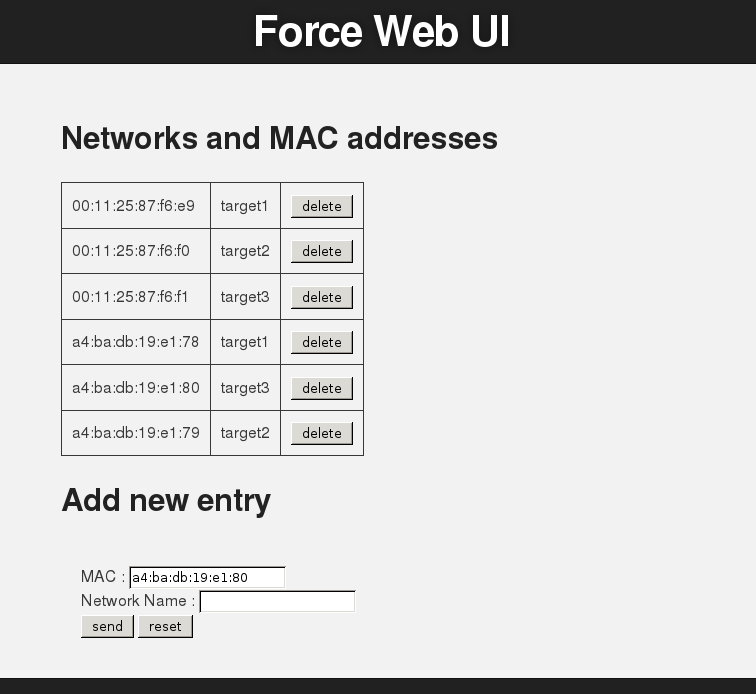 Force Web UI
Networks and MAC addresses
00:11:25:87:f6:e9 target1 delete
00:11:25:87:f6:f0 target2 delete
00:11:25:87:f6:f1 target3 delete
a4:ba:db:19:e1:78 target1 delete
a4:ba:db:19:e1:80 target3 delete
a4:ba:db:19:e1:79 target2 delete
Add new entry
MAC : a4:ba:db:19:e1:80
Network Name :
send reset